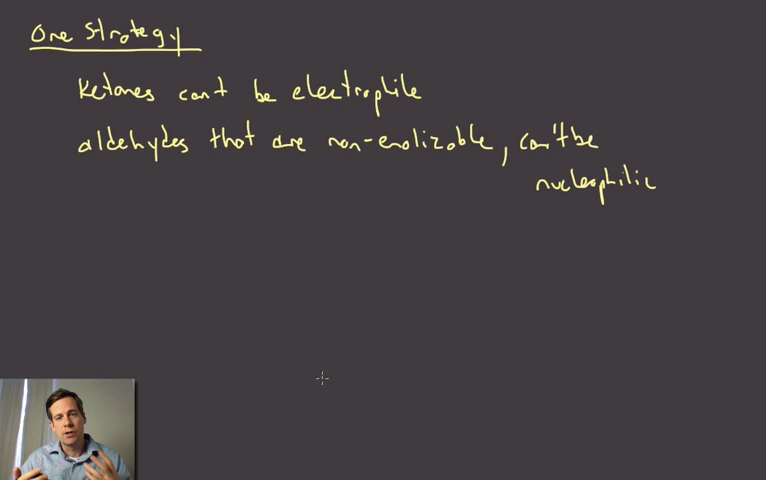 One Strategy
Ketones can't be electrophile
aldehydes that are non-enolizable, can't be
nucleophilic